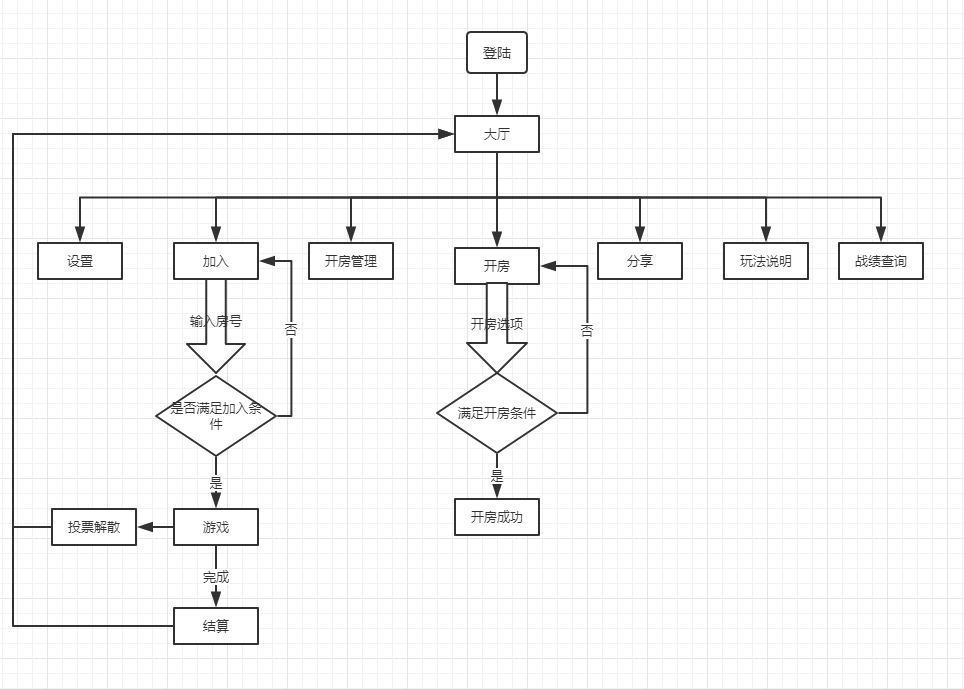 登陆
大厅
设置
加入
开房管理
开房
分享
玩法说明
战绩查询
输入房号
否
开房选项
否
是否满足加入条
件
满足开房条件
是
是
投票解散
游戏
开房成功
完成
结算